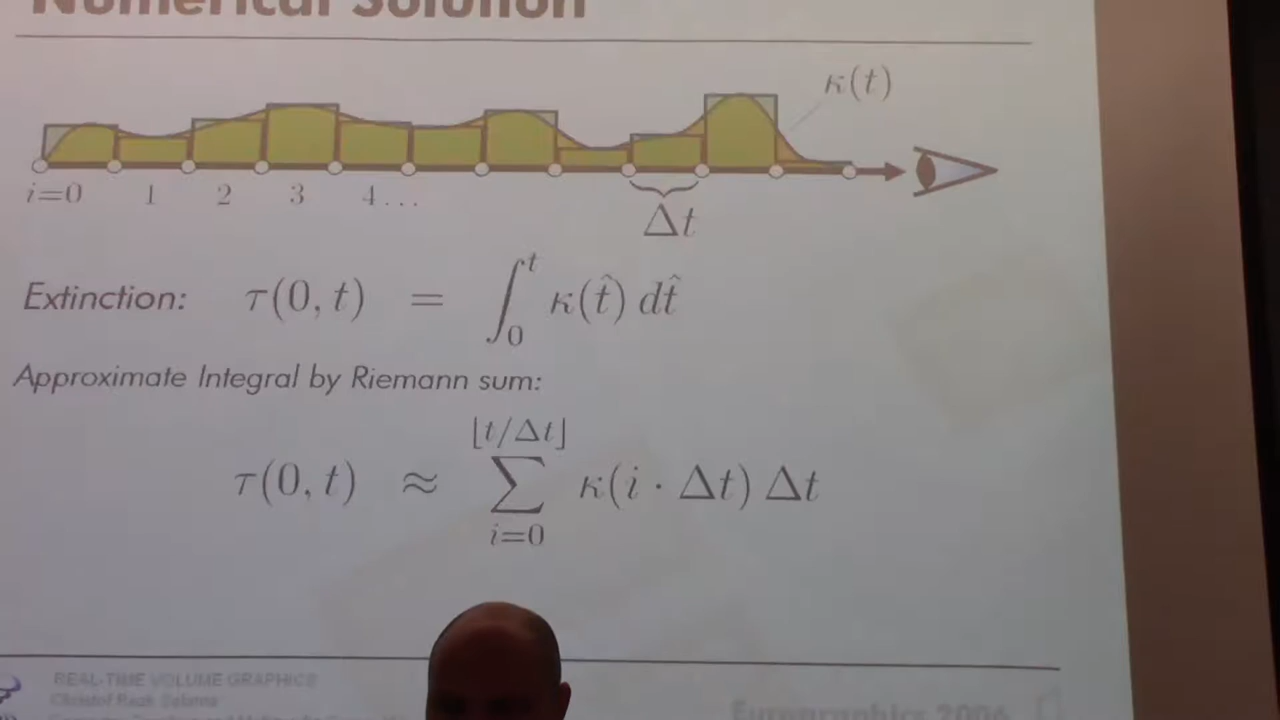 Numerical Solution
κ(t)
i=0 1 2 3 4...
Δt
Extinction: τ(0, t) = ∫₀ᵗ κ(t̂) dt̂
Approximate Integral by Riemann sum:
⌊t/Δt⌋
τ(0, t) ≈ ∑ κ(i · Δt) Δt
i=0
REAL-TIME VOLUME GRAPHICS
Christof Rezk Salama
Eurographics 2006